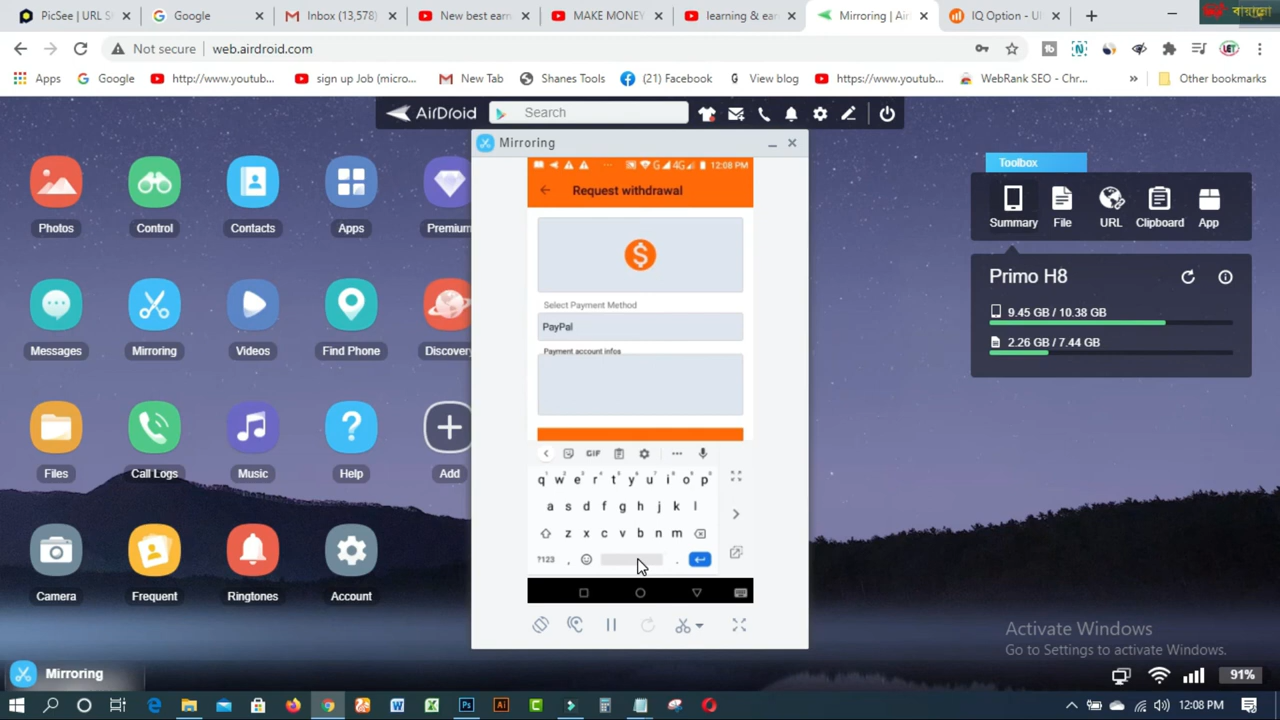 PicSee | URL S
Google
Inbox (13,578)
New best earn
MAKE MONEY
learning & ear
Mirroring | Air
IQ Option - U
বায়ান্নো
Not secure
web.airdroid.com
Apps
Google
http://www.youtub...
sign up Job (micro...
New Tab
Shanes Tools
(21) Facebook
View blog
https://www.youtub...
WebRank SEO - Chr...
Other bookmarks
AirDroid
Search
Photos
Control
Contacts
Apps
Premium
Messages
Mirroring
Videos
Find Phone
Discovery
Files
Call Logs
Music
Help
Add
Camera
Frequent
Ringtones
Account
Mirroring
G
4G
12:08 PM
Request withdrawal
Select Payment Method
PayPal
Payment account infos
GIF
q w e r t y u i o p
a s d f g h j k l
z x c v b n m
?123 , .
Toolbox
Summary
File
URL
Clipboard
App
Primo H8
9.45 GB / 10.38 GB
2.26 GB / 7.44 GB
Activate Windows
Go to Settings to activate Windows.
Mirroring
91%
12:08 PM